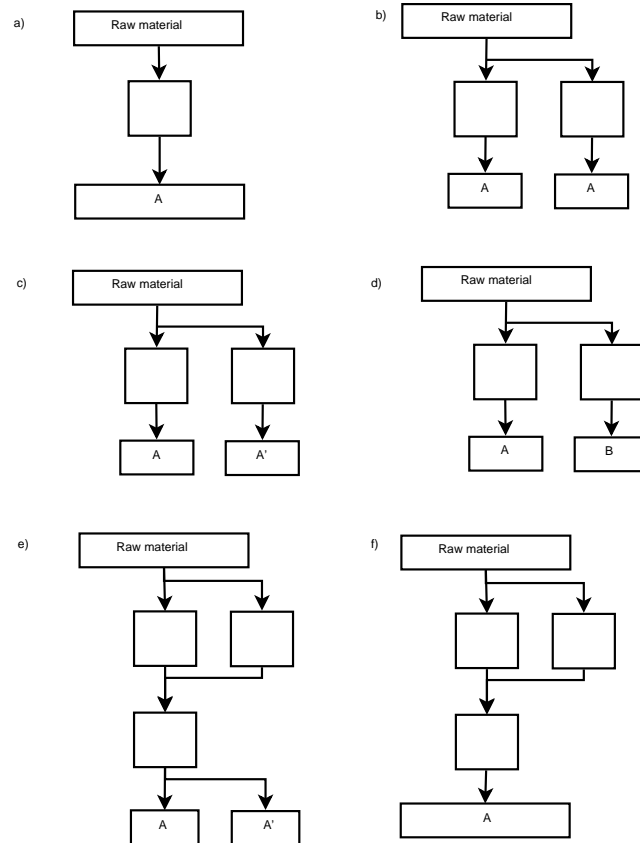 a)
Raw material
A
b)
Raw material
A A
c)
Raw material
A A'
d)
Raw material
A B
e)
Raw material
A A'
f)
Raw material
A